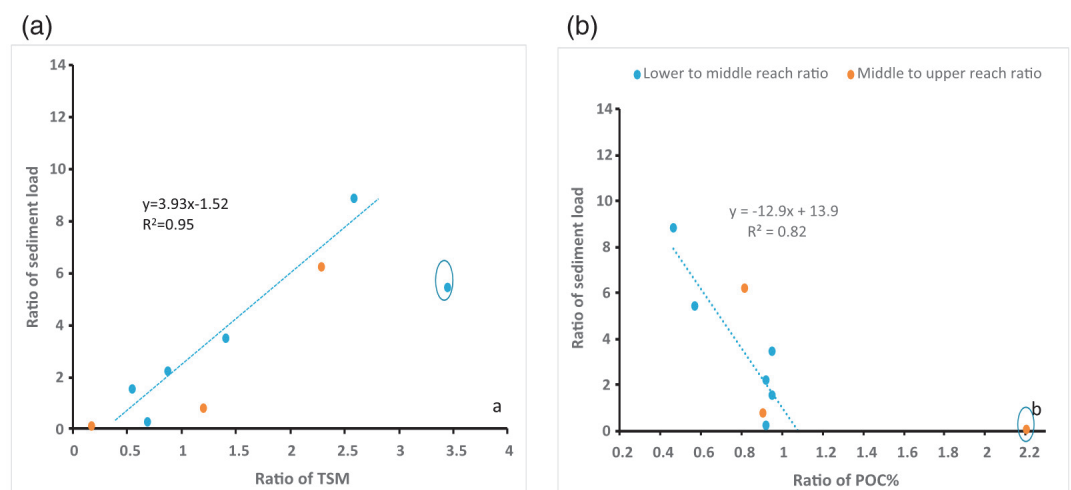 (a)
14
12
10
8
6
4
2
0
Ratio of sediment load
y=3.93x-1.52
R²=0.95
a
0 0.5 1 1.5 2 2.5 3 3.5 4
Ratio of TSM
(b)
Lower to middle reach ratio Middle to upper reach ratio
14
12
10
8
6
4
2
0
Ratio of sediment load
y = -12.9x + 13.9
R² = 0.82
b
0.2 0.4 0.6 0.8 1 1.2 1.4 1.6 1.8 2 2.2
Ratio of POC%